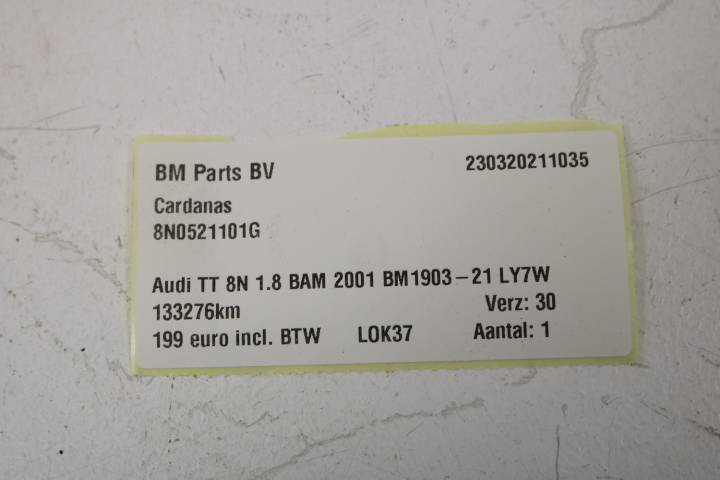 BM Parts BV 230320211035
Cardanas
8N0521101G
Audi TT 8N 1.8 BAM 2001 BM1903-21 LY7W
133276km Verz: 30
199 euro incl. BTW LOK37 Aantal: 1